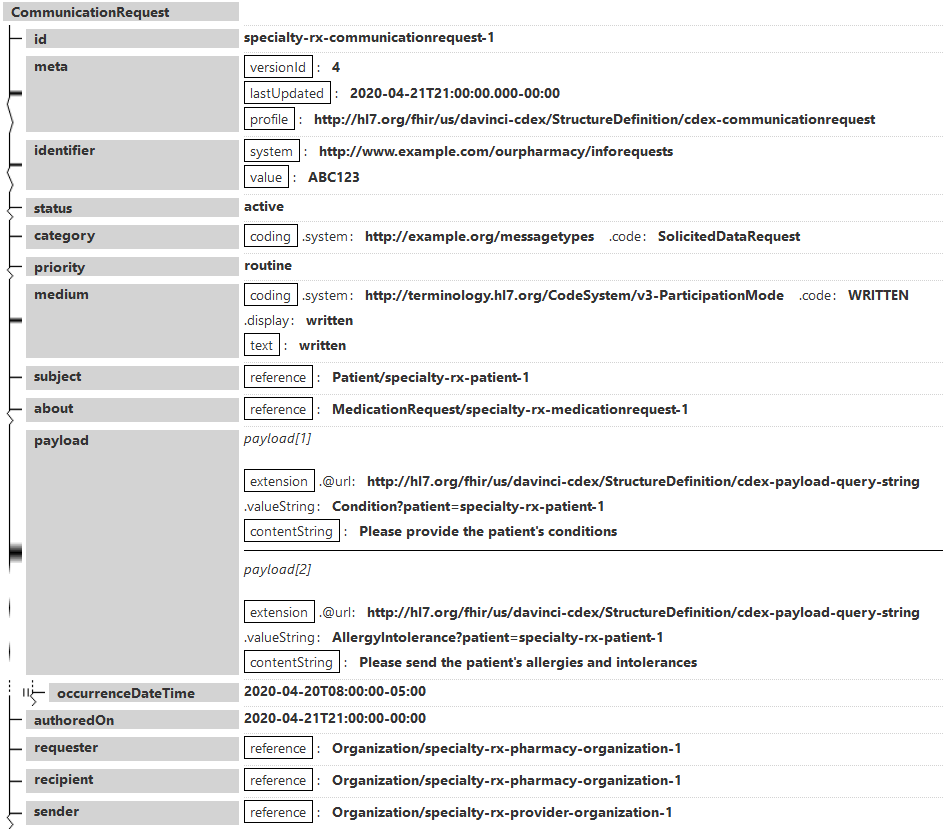 CommunicationRequest
id specialty-rx-communicationrequest-1
meta versionId : 4
lastUpdated : 2020-04-21T21:00:00.000-00:00
profile : http://hl7.org/fhir/us/davinci-cdex/StructureDefinition/cdex-communicationrequest
identifier system : http://www.example.com/ourpharmacy/inforequests
value : ABC123
status active
category coding .system: http://example.org/messagetypes .code: SolicitedDataRequest
priority routine
medium coding .system: http://terminology.hl7.org/CodeSystem/v3-ParticipationMode .code: WRITTEN
.display: written
text : written
subject reference : Patient/specialty-rx-patient-1
about reference : MedicationRequest/specialty-rx-medicationrequest-1
payload payload[1]
extension .@url: http://hl7.org/fhir/us/davinci-cdex/StructureDefinition/cdex-payload-query-string
.valueString: Condition?patient=specialty-rx-patient-1
contentString : Please provide the patient's conditions
payload[2]
extension .@url: http://hl7.org/fhir/us/davinci-cdex/StructureDefinition/cdex-payload-query-string
.valueString: AllergyIntolerance?patient=specialty-rx-patient-1
contentString : Please send the patient's allergies and intolerances
occurrenceDateTime 2020-04-20T08:00:00-05:00
authoredOn 2020-04-21T21:00:00-00:00
requester reference : Organization/specialty-rx-pharmacy-organization-1
recipient reference : Organization/specialty-rx-pharmacy-organization-1
sender reference : Organization/specialty-rx-provider-organization-1